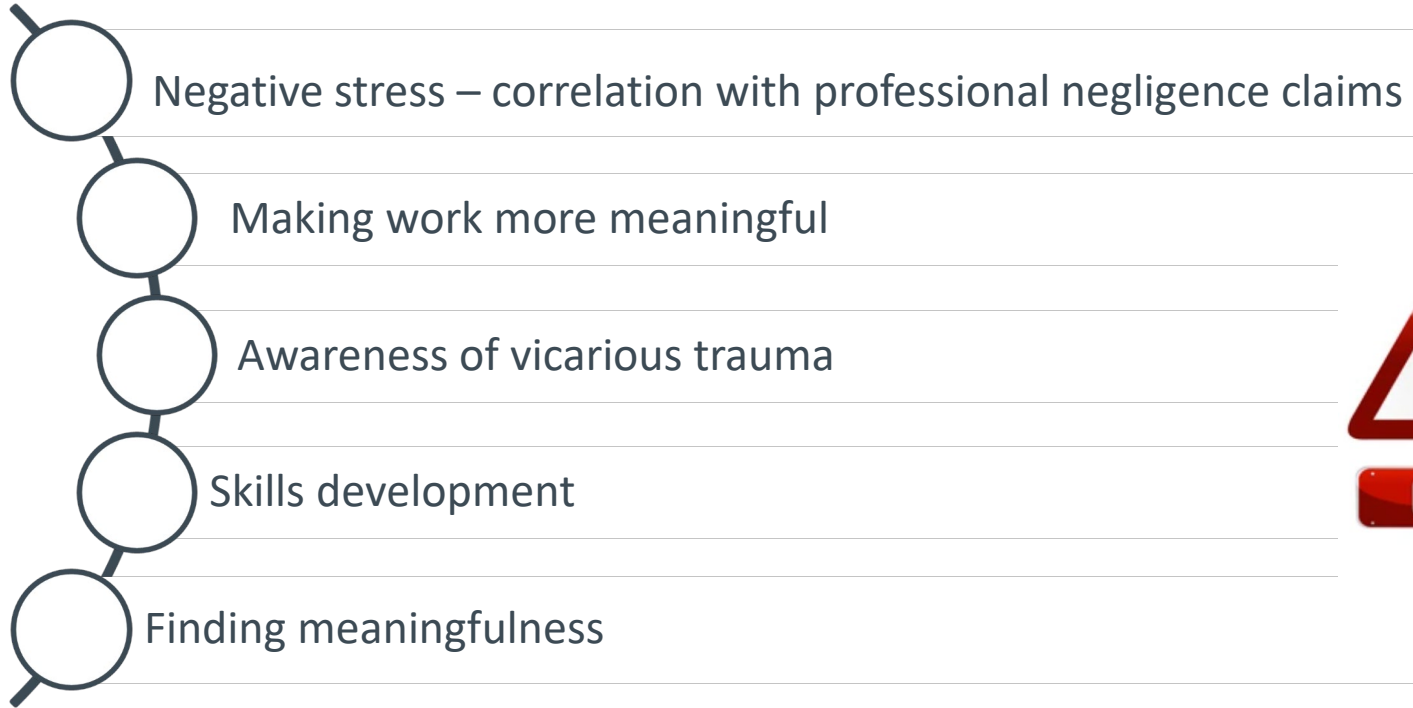 Negative stress – correlation with professional negligence claims
Making work more meaningful
Awareness of vicarious trauma
Skills development
Finding meaningfulness